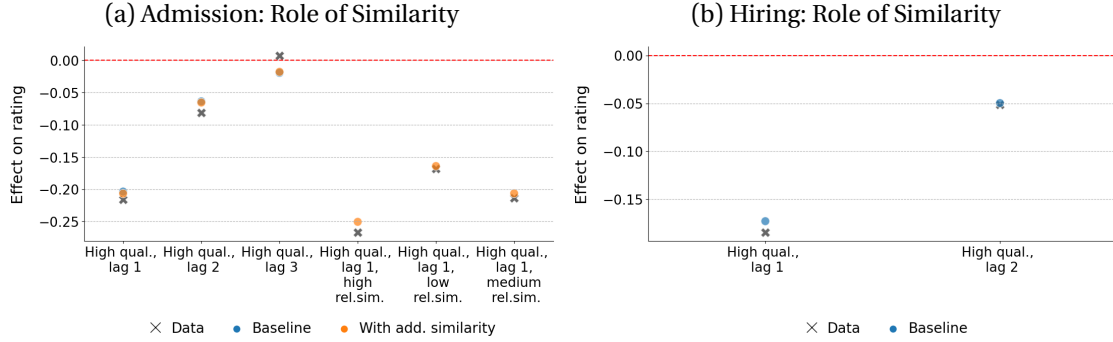 (a) Admission: Role of Similarity
Effect on rating
0.00
−0.05
−0.10
−0.15
−0.20
−0.25
High qual.,
lag 1
High qual.,
lag 2
High qual.,
lag 3
High qual.,
lag 1,
high
rel.sim.
High qual.,
lag 1,
low
rel.sim.
High qual.,
lag 1,
medium
rel.sim.
Data
Baseline
With add. similarity
(b) Hiring: Role of Similarity
Effect on rating
0.00
−0.05
−0.10
−0.15
High qual.,
lag 1
High qual.,
lag 2
Data
Baseline